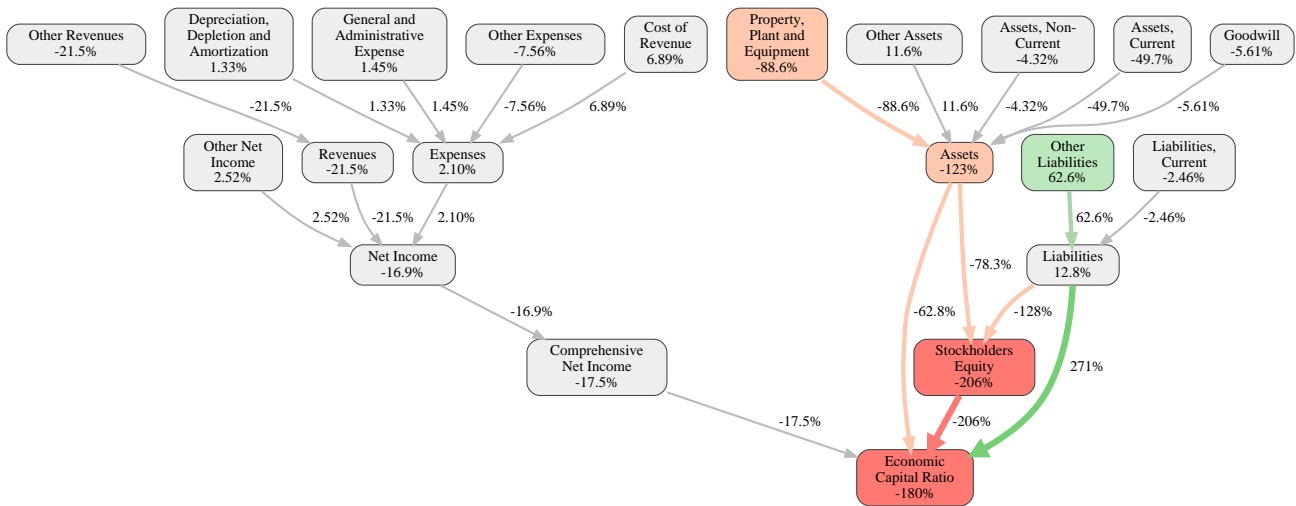 Other Revenues
-21.5%
Depreciation,
Depletion and
Amortization
1.33%
General and
Administrative
Expense
1.45%
Other Expenses
-7.56%
Cost of
Revenue
6.89%
Property,
Plant and
Equipment
-88.6%
Other Assets
11.6%
Assets, Non-
Current
-4.32%
Assets,
Current
-49.7%
Goodwill
-5.61%
-21.5%
1.33%
1.45%
-7.56%
6.89%
-88.6%
11.6%
-4.32%
-49.7%
-5.61%
Other Net
Income
2.52%
Revenues
-21.5%
Expenses
2.10%
Assets
-123%
Other
Liabilities
62.6%
Liabilities,
Current
-2.46%
2.52%
-21.5%
2.10%
62.6%
-2.46%
Net Income
-16.9%
-78.3%
Liabilities
12.8%
-16.9%
-62.8%
-128%
Comprehensive
Net Income
-17.5%
Stockholders
Equity
-206%
271%
-17.5%
-206%
Economic
Capital Ratio
-180%